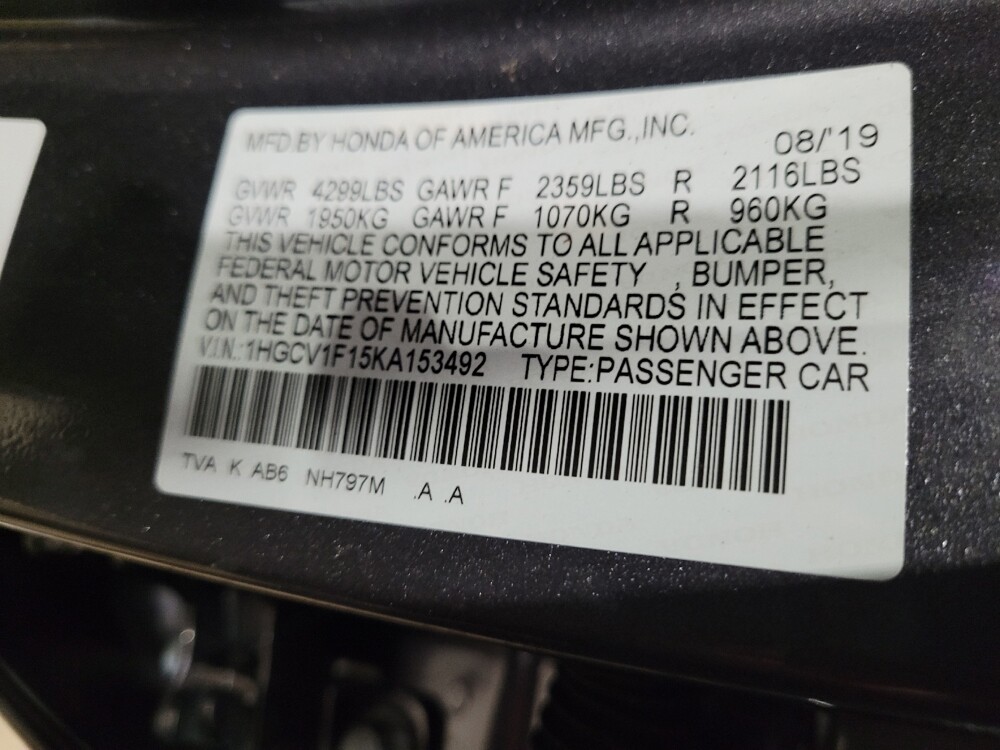 MFD.BY HONDA OF AMERICA MFG.,INC. 08/'19
GVWR 4299LBS GAWR F 2359LBS R 2116LBS
GVWR 1950KG GAWR F 1070KG R 960KG
THIS VEHICLE CONFORMS TO ALL APPLICABLE
FEDERAL MOTOR VEHICLE SAFETY , BUMPER,
AND THEFT PREVENTION STANDARDS IN EFFECT
ON THE DATE OF MANUFACTURE SHOWN ABOVE.
V.I.N.:1HGCV1F15KA153492 TYPE:PASSENGER CAR
TVA K AB6 NH797M .A .A